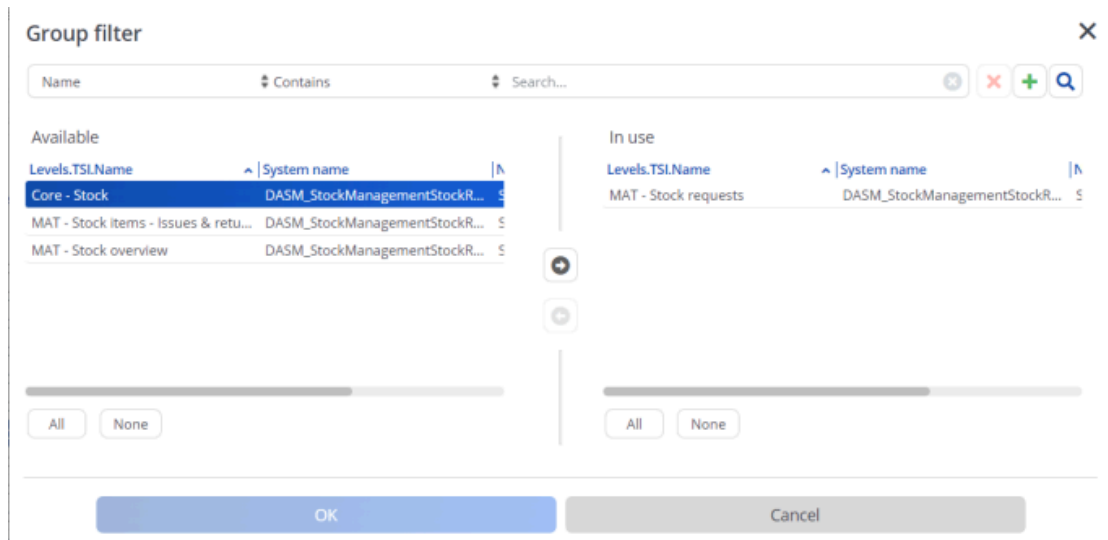 Group filter
Name Contains Search...
Available
Levels.TSI.Name System name N
Core - Stock DASM_StockManagementStockR... S
MAT - Stock items - Issues & retu... DASM_StockManagementStockR... S
MAT - Stock overview DASM_StockManagementStockR... S
All None
In use
Levels.TSI.Name System name N
MAT - Stock requests DASM_StockManagementStockR... S
All None
OK Cancel